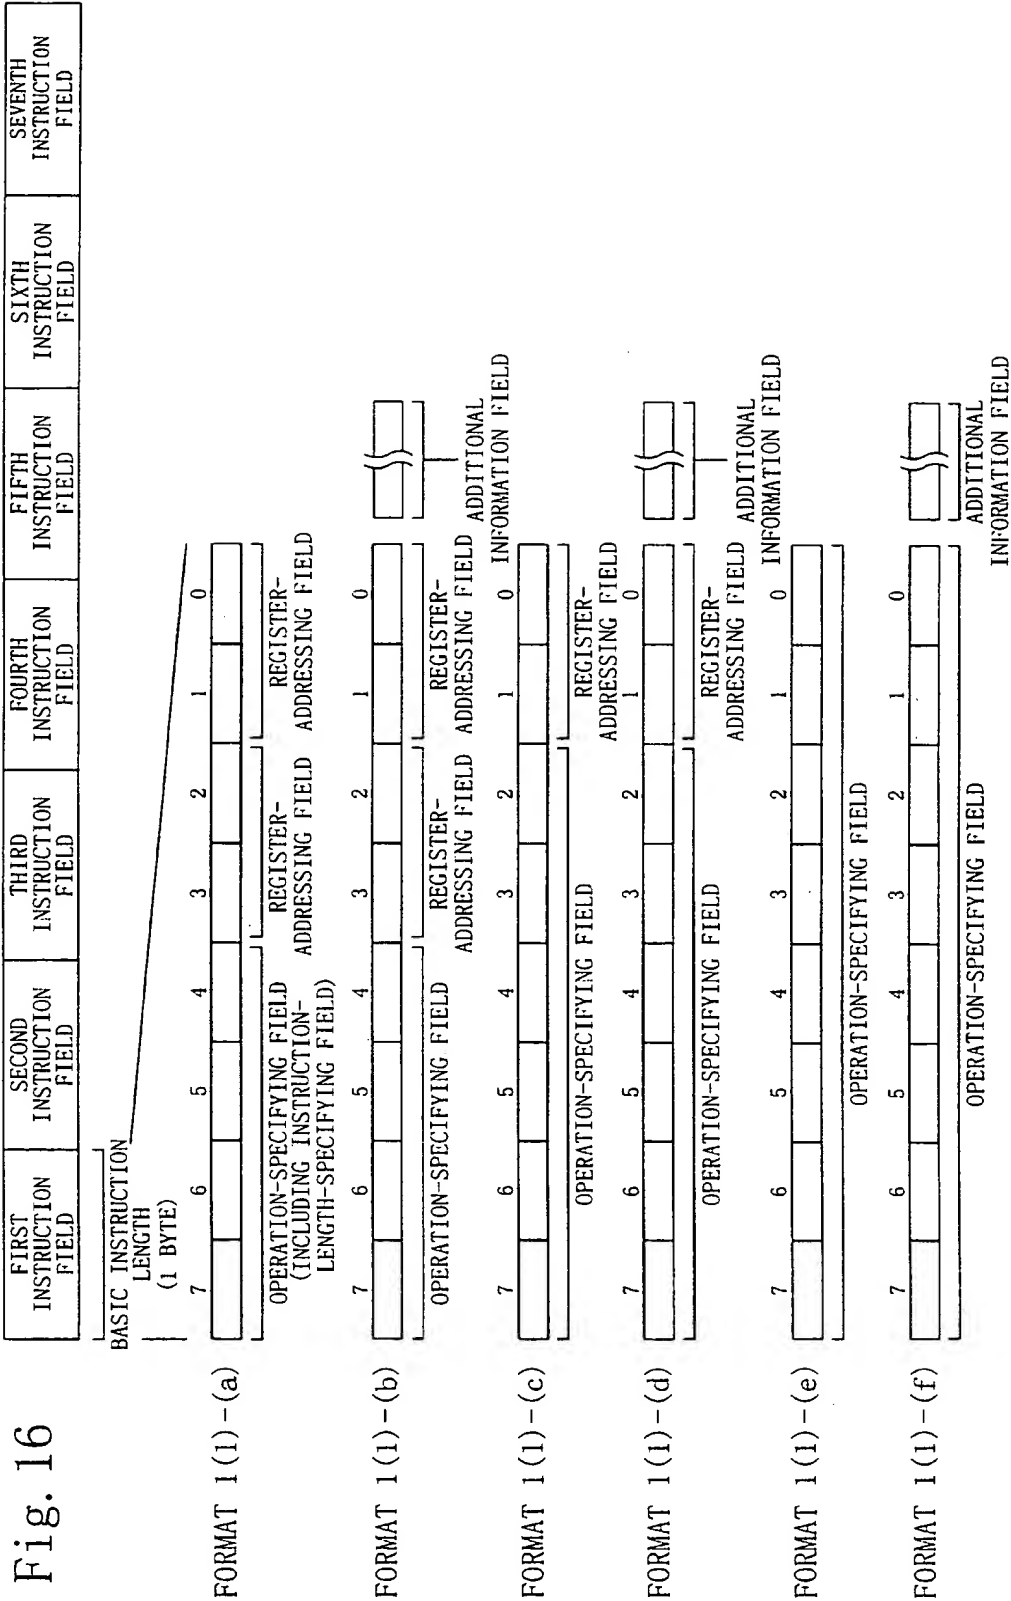 Fig. 16
FIRST
INSTRUCTION
FIELD
SECOND
INSTRUCTION
FIELD
THIRD
INSTRUCTION
FIELD
FOURTH
INSTRUCTION
FIELD
FIFTH
INSTRUCTION
FIELD
SIXTH
INSTRUCTION
FIELD
SEVENTH
INSTRUCTION
FIELD
BASIC INSTRUCTION
LENGTH
(1 BYTE)
FORMAT 1(1)-(a)
7 6 5 4 3 2 1 0
OPERATION-SPECIFYING FIELD
(INCLUDING INSTRUCTION-
LENGTH-SPECIFYING FIELD)
REGISTER-
ADDRESSING FIELD
REGISTER-
ADDRESSING FIELD
FORMAT 1(1)-(b)
7 6 5 4 3 2 1 0
OPERATION-SPECIFYING FIELD
REGISTER-
ADDRESSING FIELD
REGISTER-
ADDRESSING FIELD
ADDITIONAL
INFORMATION FIELD
FORMAT 1(1)-(c)
7 6 5 4 3 2 1 0
OPERATION-SPECIFYING FIELD
REGISTER-
ADDRESSING FIELD
FORMAT 1(1)-(d)
7 6 5 4 3 2 1 0
OPERATION-SPECIFYING FIELD
REGISTER-
ADDRESSING FIELD
ADDITIONAL
INFORMATION FIELD
FORMAT 1(1)-(e)
7 6 5 4 3 2 1 0
OPERATION-SPECIFYING FIELD
FORMAT 1(1)-(f)
7 6 5 4 3 2 1 0
OPERATION-SPECIFYING FIELD
ADDITIONAL
INFORMATION FIELD